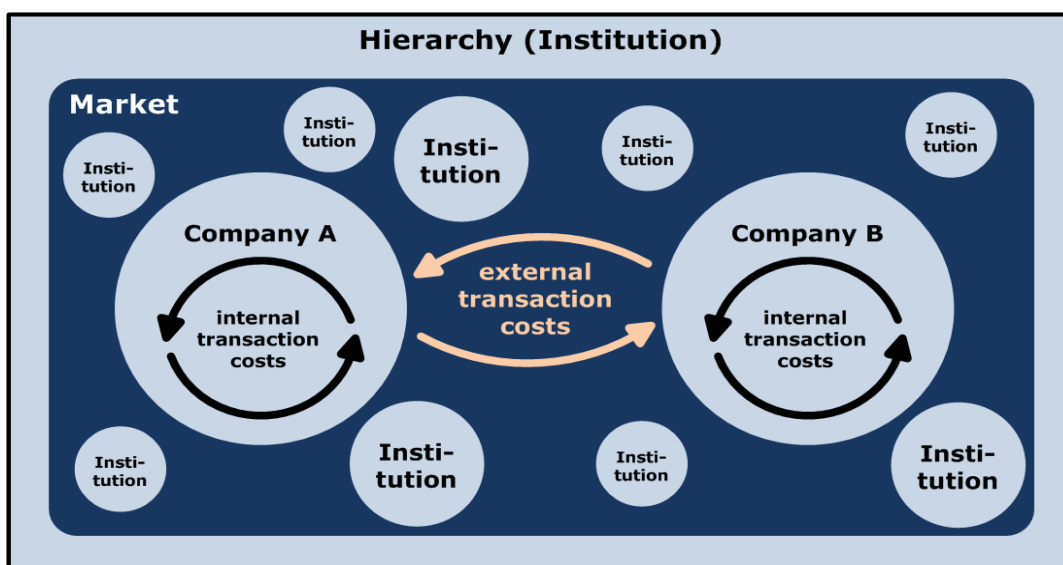 Hierarchy (Institution)
Market
Insti-
tution
Insti-
tution
Insti-
tution
Insti-
tution
Insti-
tution
Company A
internal
transaction
costs
external
transaction
costs
Company B
internal
transaction
costs
Insti-
tution
Insti-
tution
Insti-
tution
Insti-
tution